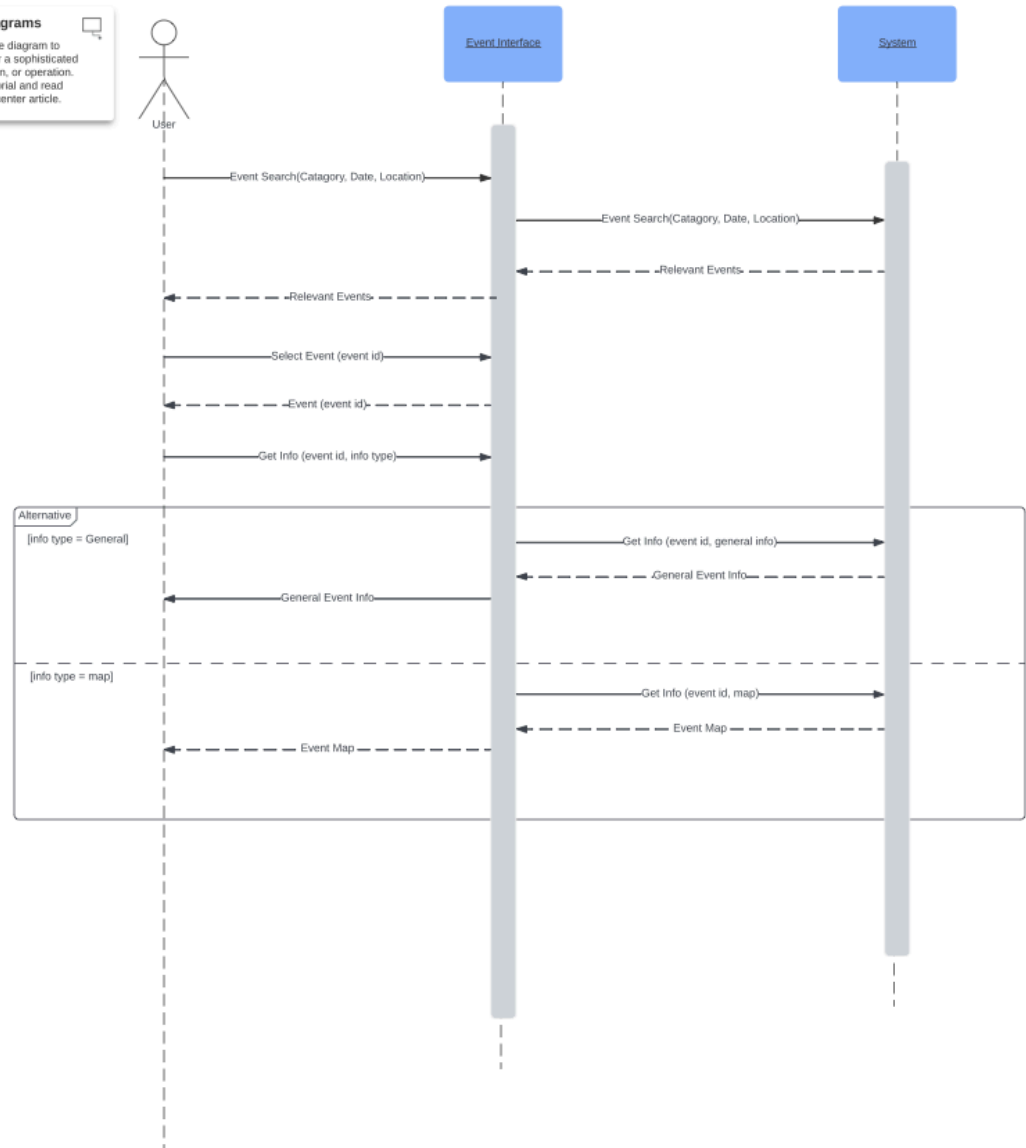 grams
e diagram to
r a sophisticated
n, or operation.
rial and read
enter article.
User
Event Interface
System
Event Search(Catagory, Date, Location)
Event Search(Catagory, Date, Location)
Relevant Events
Relevant Events
Select Event (event id)
Event (event id)
Get Info (event id, info type)
Alternative
[info type = General]
Get Info (event id, general info)
General Event Info
General Event Info
[info type = map]
Get Info (event id, map)
Event Map
Event Map